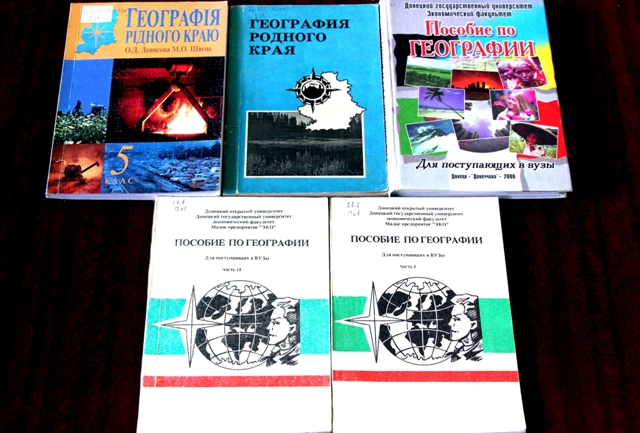 ГЕОГРАФІЯ
РІДНОГО КРАЮ
О.Д. Денисова М.О. Швець
5
КЛАС
ГЕОГРАФИЯ
РОДНОГО
КРАЯ
Донецкий государственный университет
Экономический факультет
Пособие по
ГЕОГРАФИИ
Для поступающих в вузы
Донецк - "Донеччина" - 2000
Донецкий открытый университет
Донецкий государственный университет
экономический факультет
Малое предприятие "ЭКО"
ПОСОБИЕ ПО ГЕОГРАФИИ
Для поступающих в ВУЗы
часть II
Донецкий открытый университет
Донецкий государственный университет
экономический факультет
Малое предприятие "ЭКО"
ПОСОБИЕ ПО ГЕОГРАФИИ
Для поступающих в ВУЗы
часть I